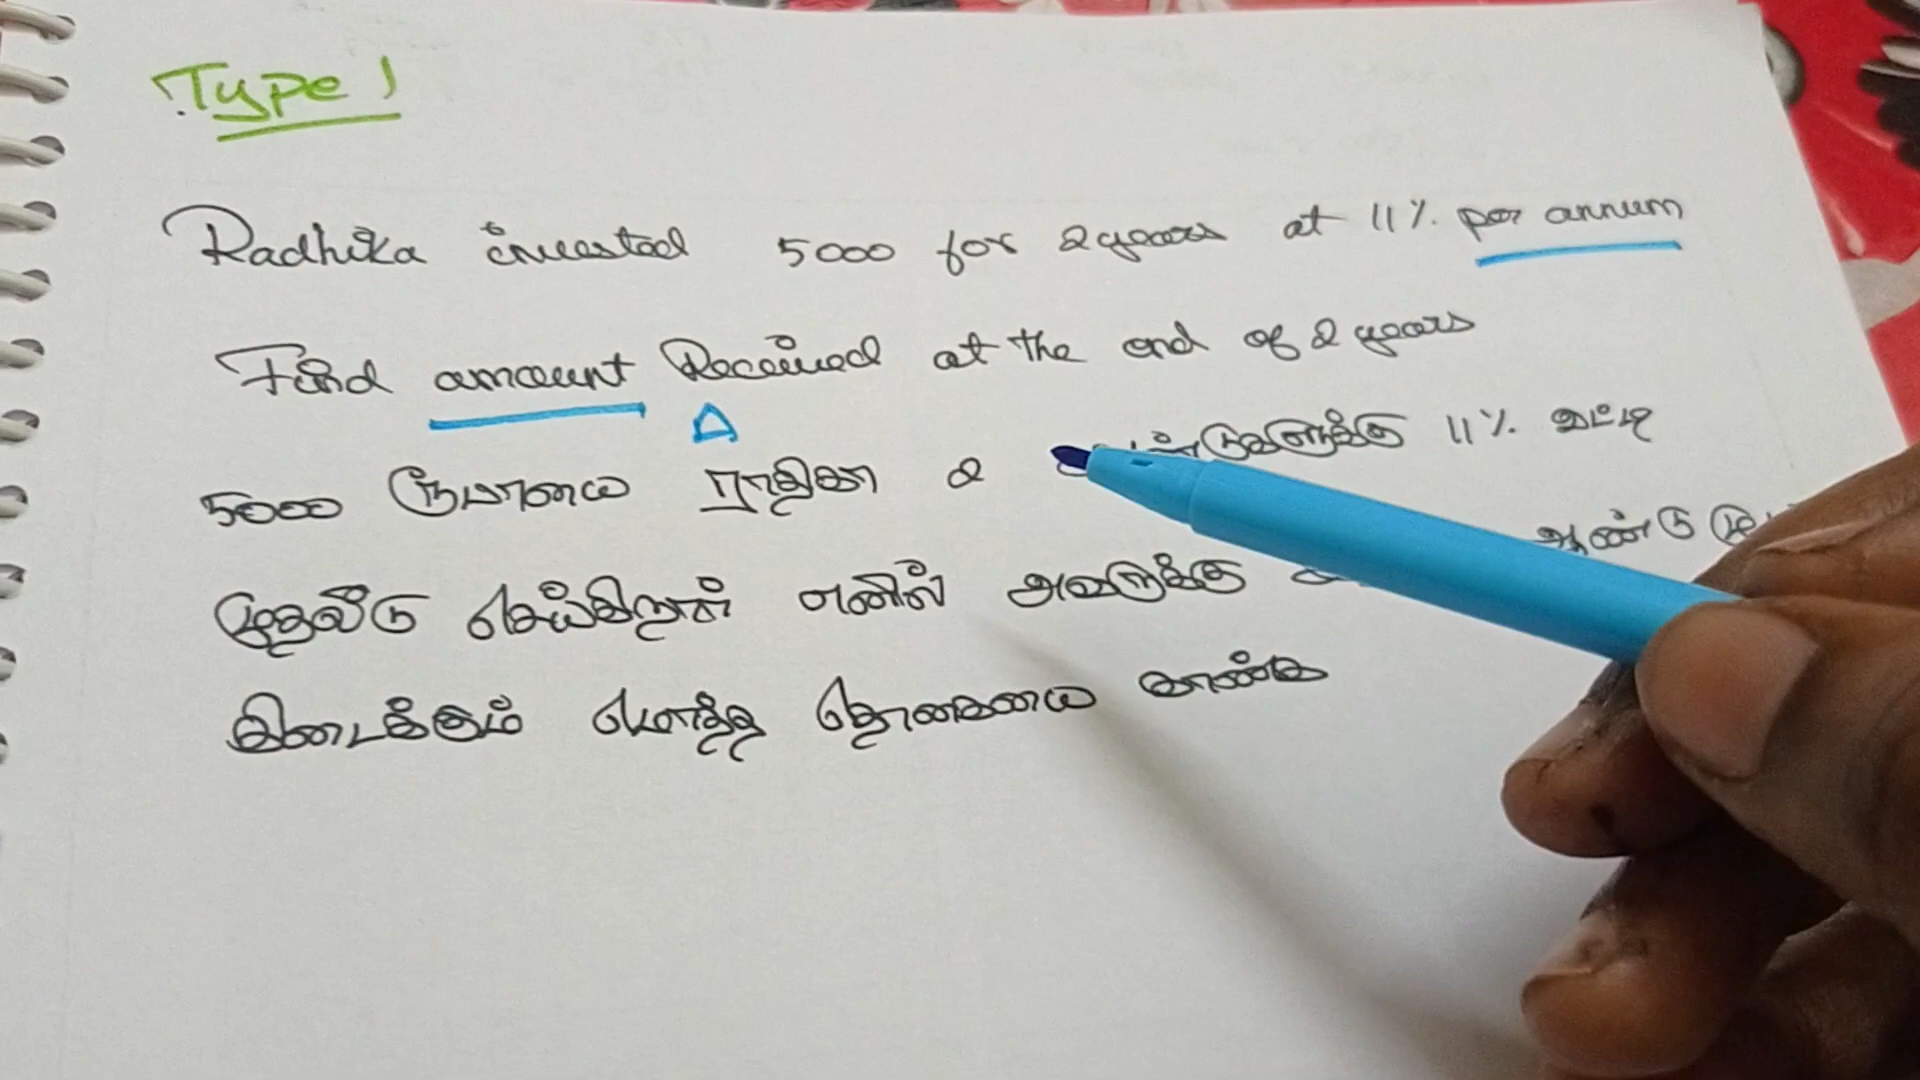 Type 1
Radhika invested 5000 for 2 years at 11% per annum
Find amount Received at the end of 2 years
A
5000 ரூபாயை ராதிகா 2 11% வட்டி
முதலீடு செய்கிறாள் எனில் அவளுக்கு ஆண்டு
கிடைக்கும் மொத்த தொகையை காண்க